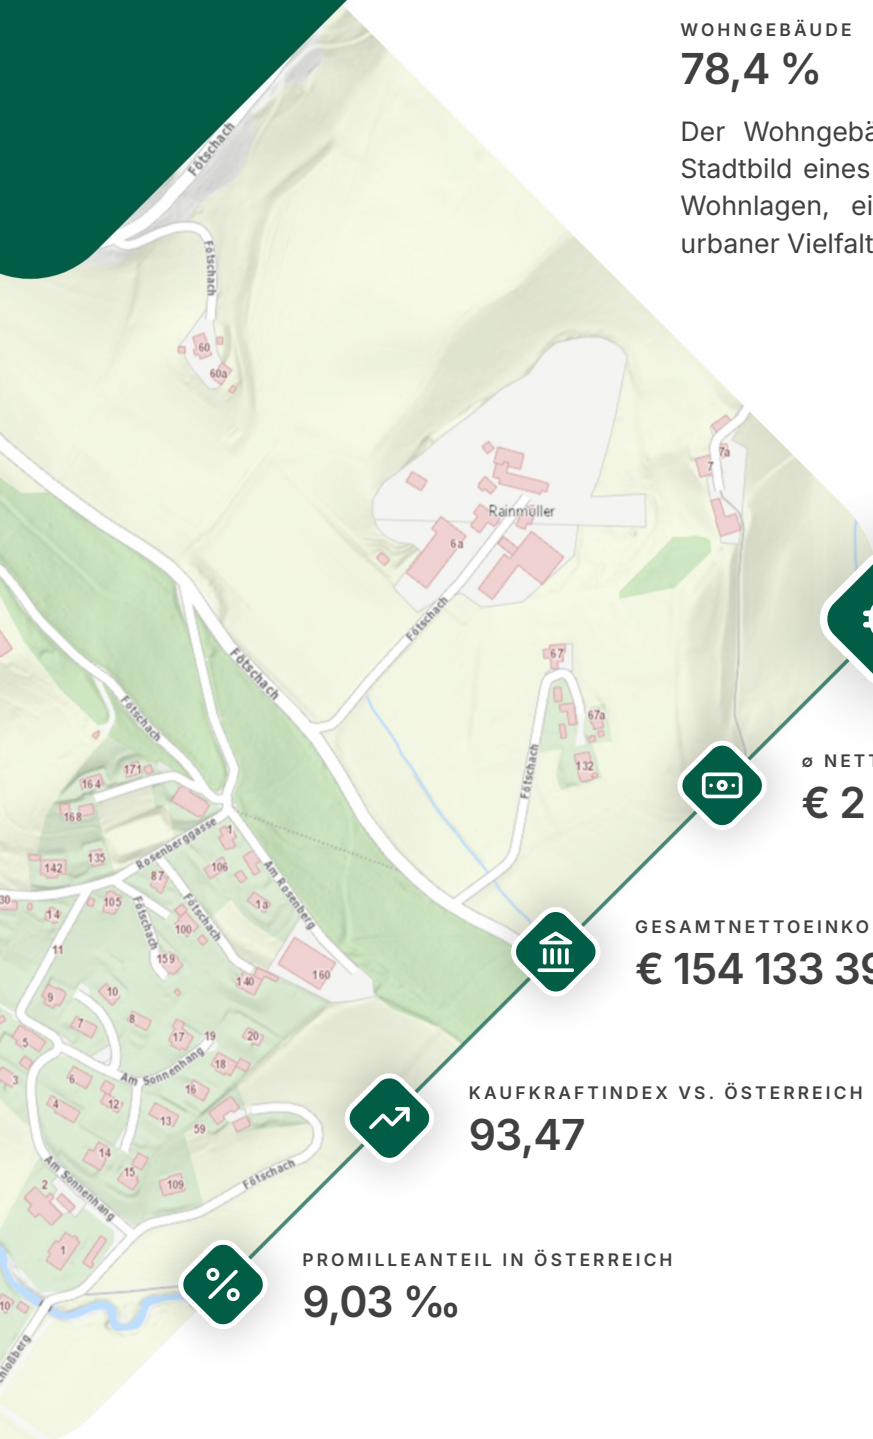 WOHNGEBÄUDE
78,4 %
Der Wohngebä
Stadtbild eines
Wohnlagen, ei
urbaner Vielfalt
Fötschach
Fötschach
60
60a
7a
7
Rainmüller
6a
Fötschach
Fötschach
67
67a
132
Fötschach
Fötschach
ø NETT
€ 2
171
164
168
Rosenberggasse
1
142
135
87
106
Am Rosenberg
30
14
105
Fötschach
Fötschach
100
1a
11
159
140
160
GESAMTNETTOEINKO
€ 154 133 39
9
10
7
8
17
19
20
5
Am Sonnenhang
18
3
6
16
4
12
13
59
KAUFKRAFTINDEX VS. ÖSTERREICH
93,47
14
15
109
Fötschach
2
Am Sonnenhang
1
PROMILLEANTEIL IN ÖSTERREICH
9,03 ‰
10
chloßberg